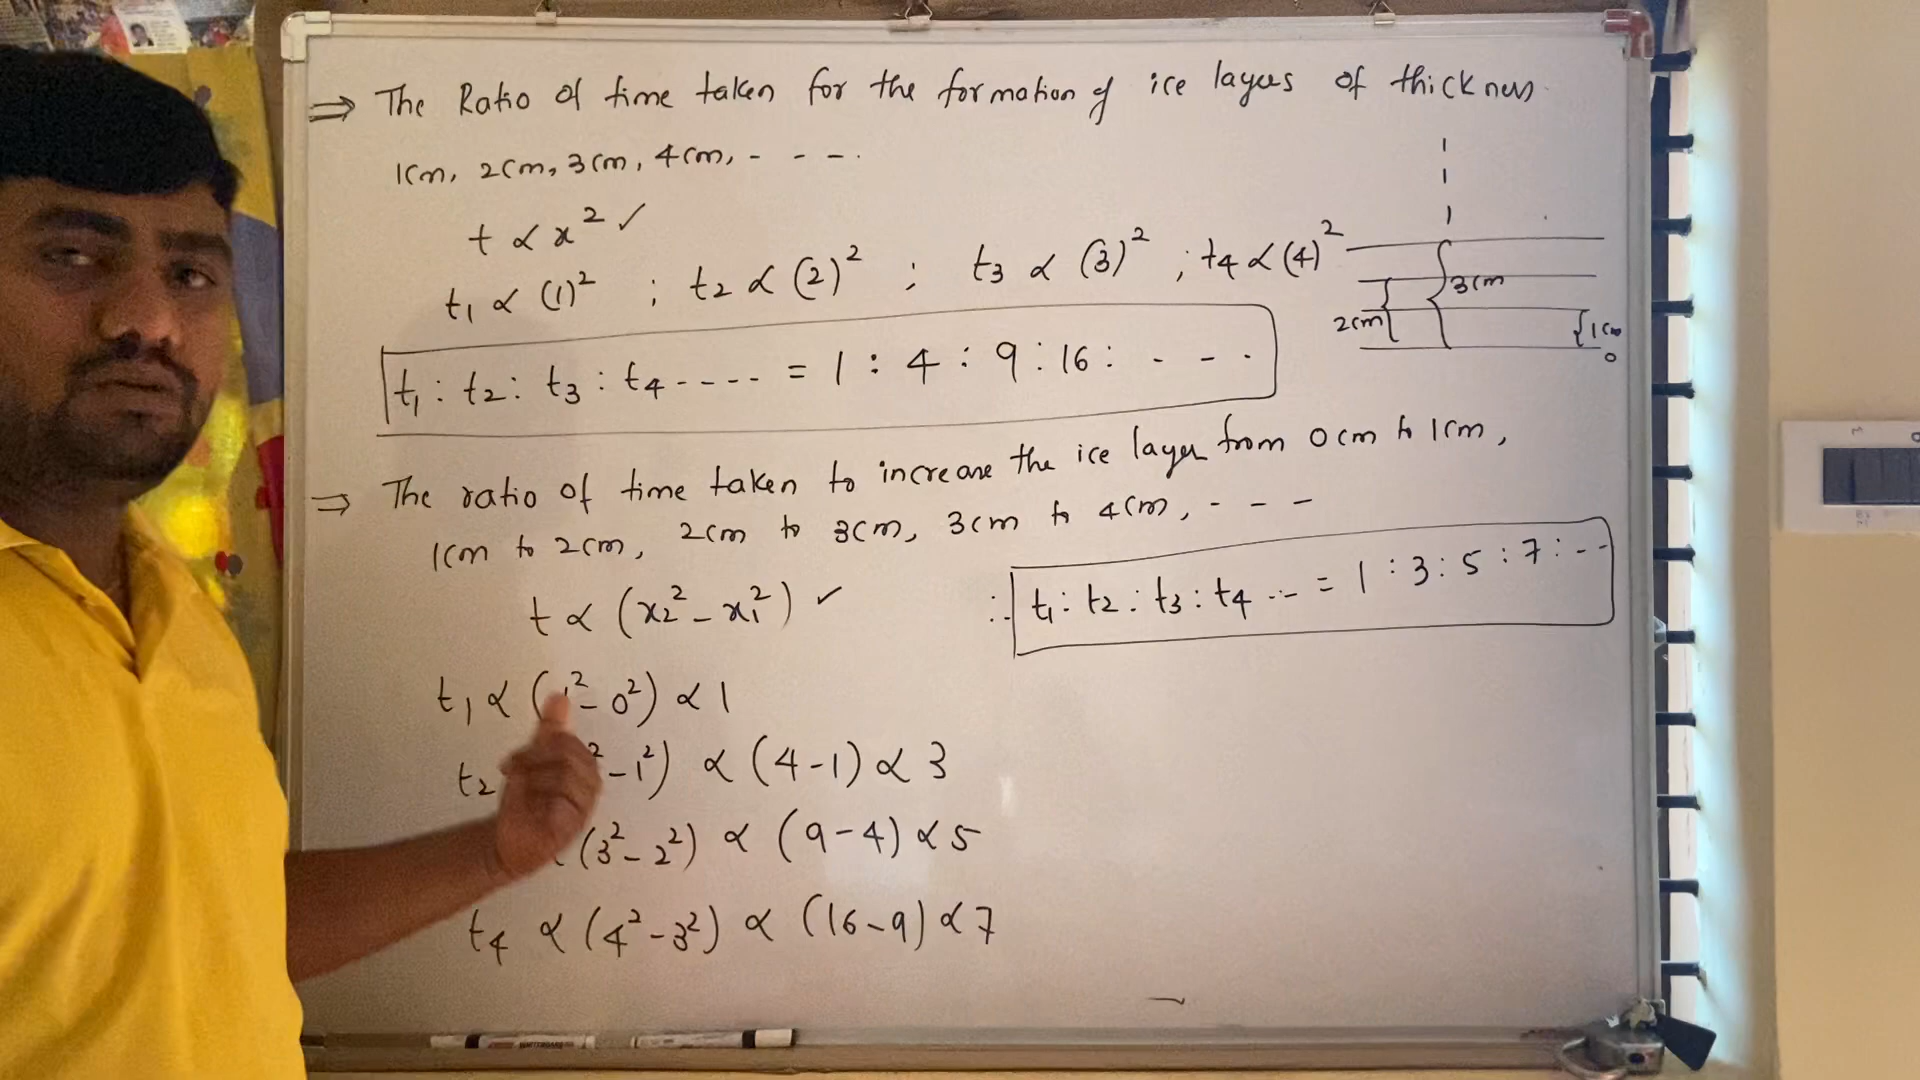 ⇒ The Ratio of time taken for the formation of ice layers of thickness
1cm, 2cm, 3cm, 4cm, - - -.
t ∝ x² ✓
t₁ ∝ (1)² ; t₂ ∝ (2)² ; t₃ ∝ (3)² ; t₄ ∝ (4)²
3cm
2cm
1cm
0
t₁ : t₂ : t₃ : t₄ ---- = 1 : 4 : 9 : 16 : - - -
⇒ The ratio of time taken to increase the ice layer from 0cm to 1cm,
1cm to 2cm, 2cm to 3cm, 3cm to 4cm, - - -
t ∝ (x₂² - x₁²) ✓
∴ t₁ : t₂ : t₃ : t₄ --- = 1 : 3 : 5 : 7 : --
t₁ ∝ (1² - 0²) ∝ 1
t₂ ² - 1²) ∝ (4-1) ∝ 3
(3² - 2²) ∝ (9-4) ∝ 5
t₄ ∝ (4² - 3²) ∝ (16-9) ∝ 7